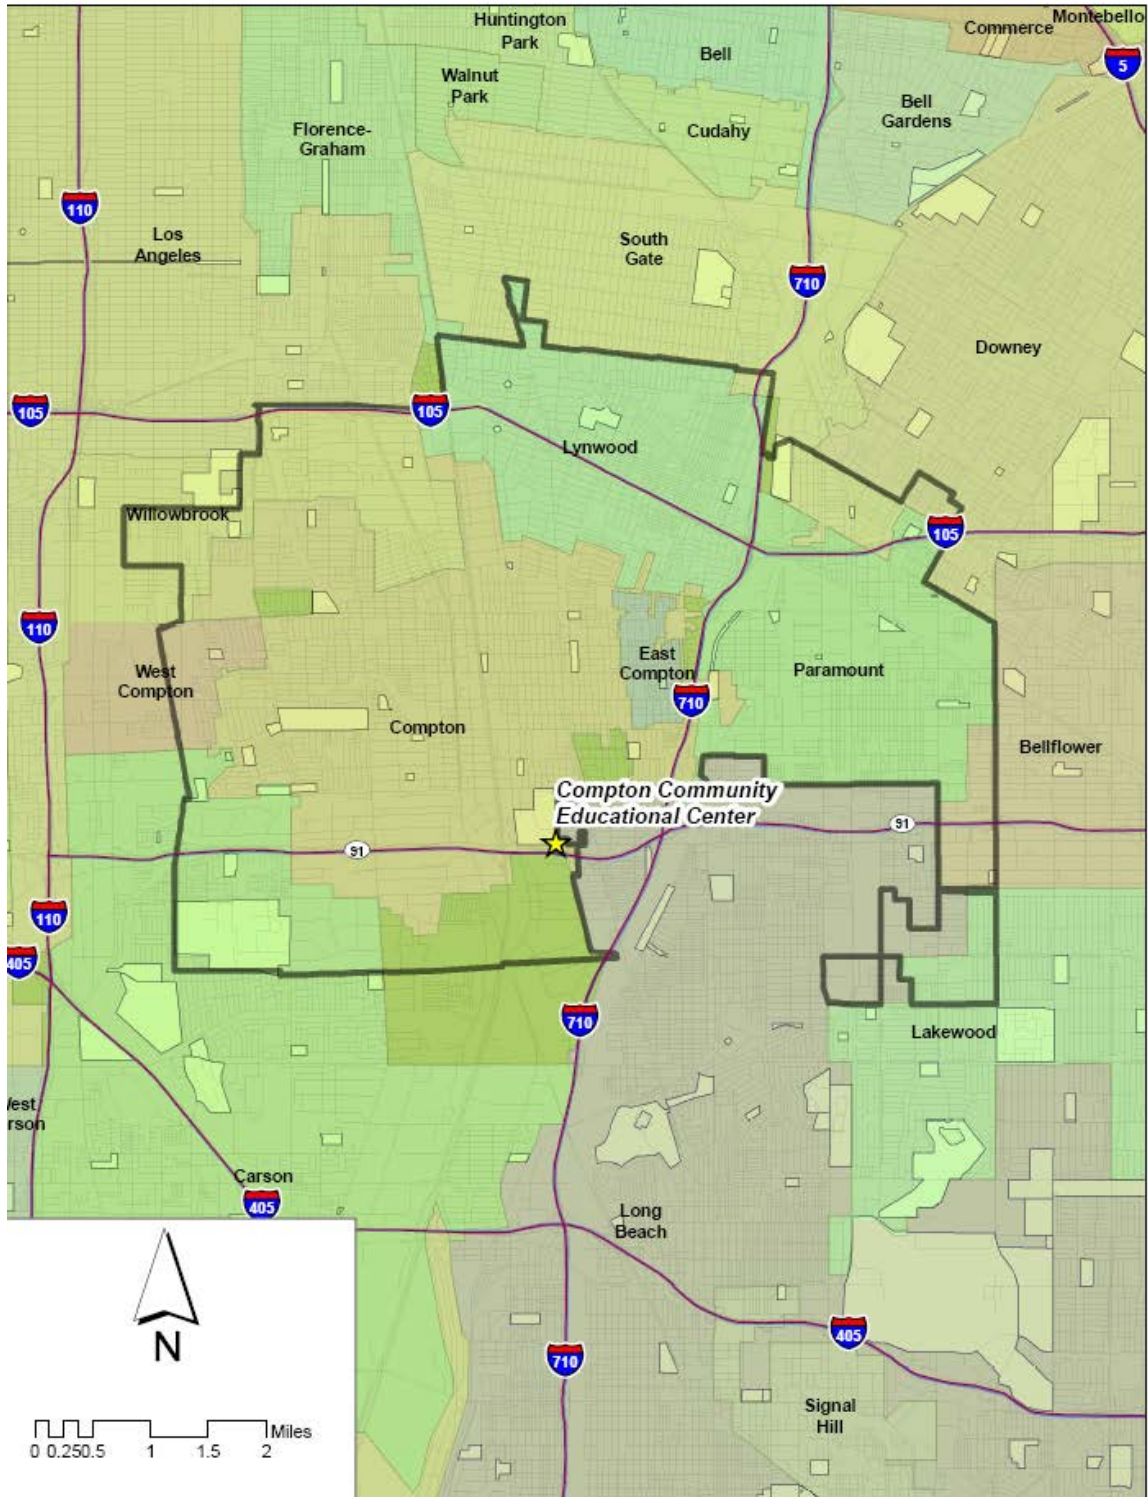 Huntington
Park
Commerce
Montebello
Bell
5
Walnut
Park
Bell
Gardens
Florence-
Graham
Cudahy
110
Los
Angeles
South
Gate
710
Downey
105
105
Lynwood
Willowbrook
105
110
West
Compton
East
Compton
Paramount
710
Compton
Bellflower
Compton Community
Educational Center
91
91
110
405
710
Lakewood
West
rson
Carson
405
Long
Beach
N
405
710
Signal
Hill
Miles
0 0.250.5 1 1.5 2